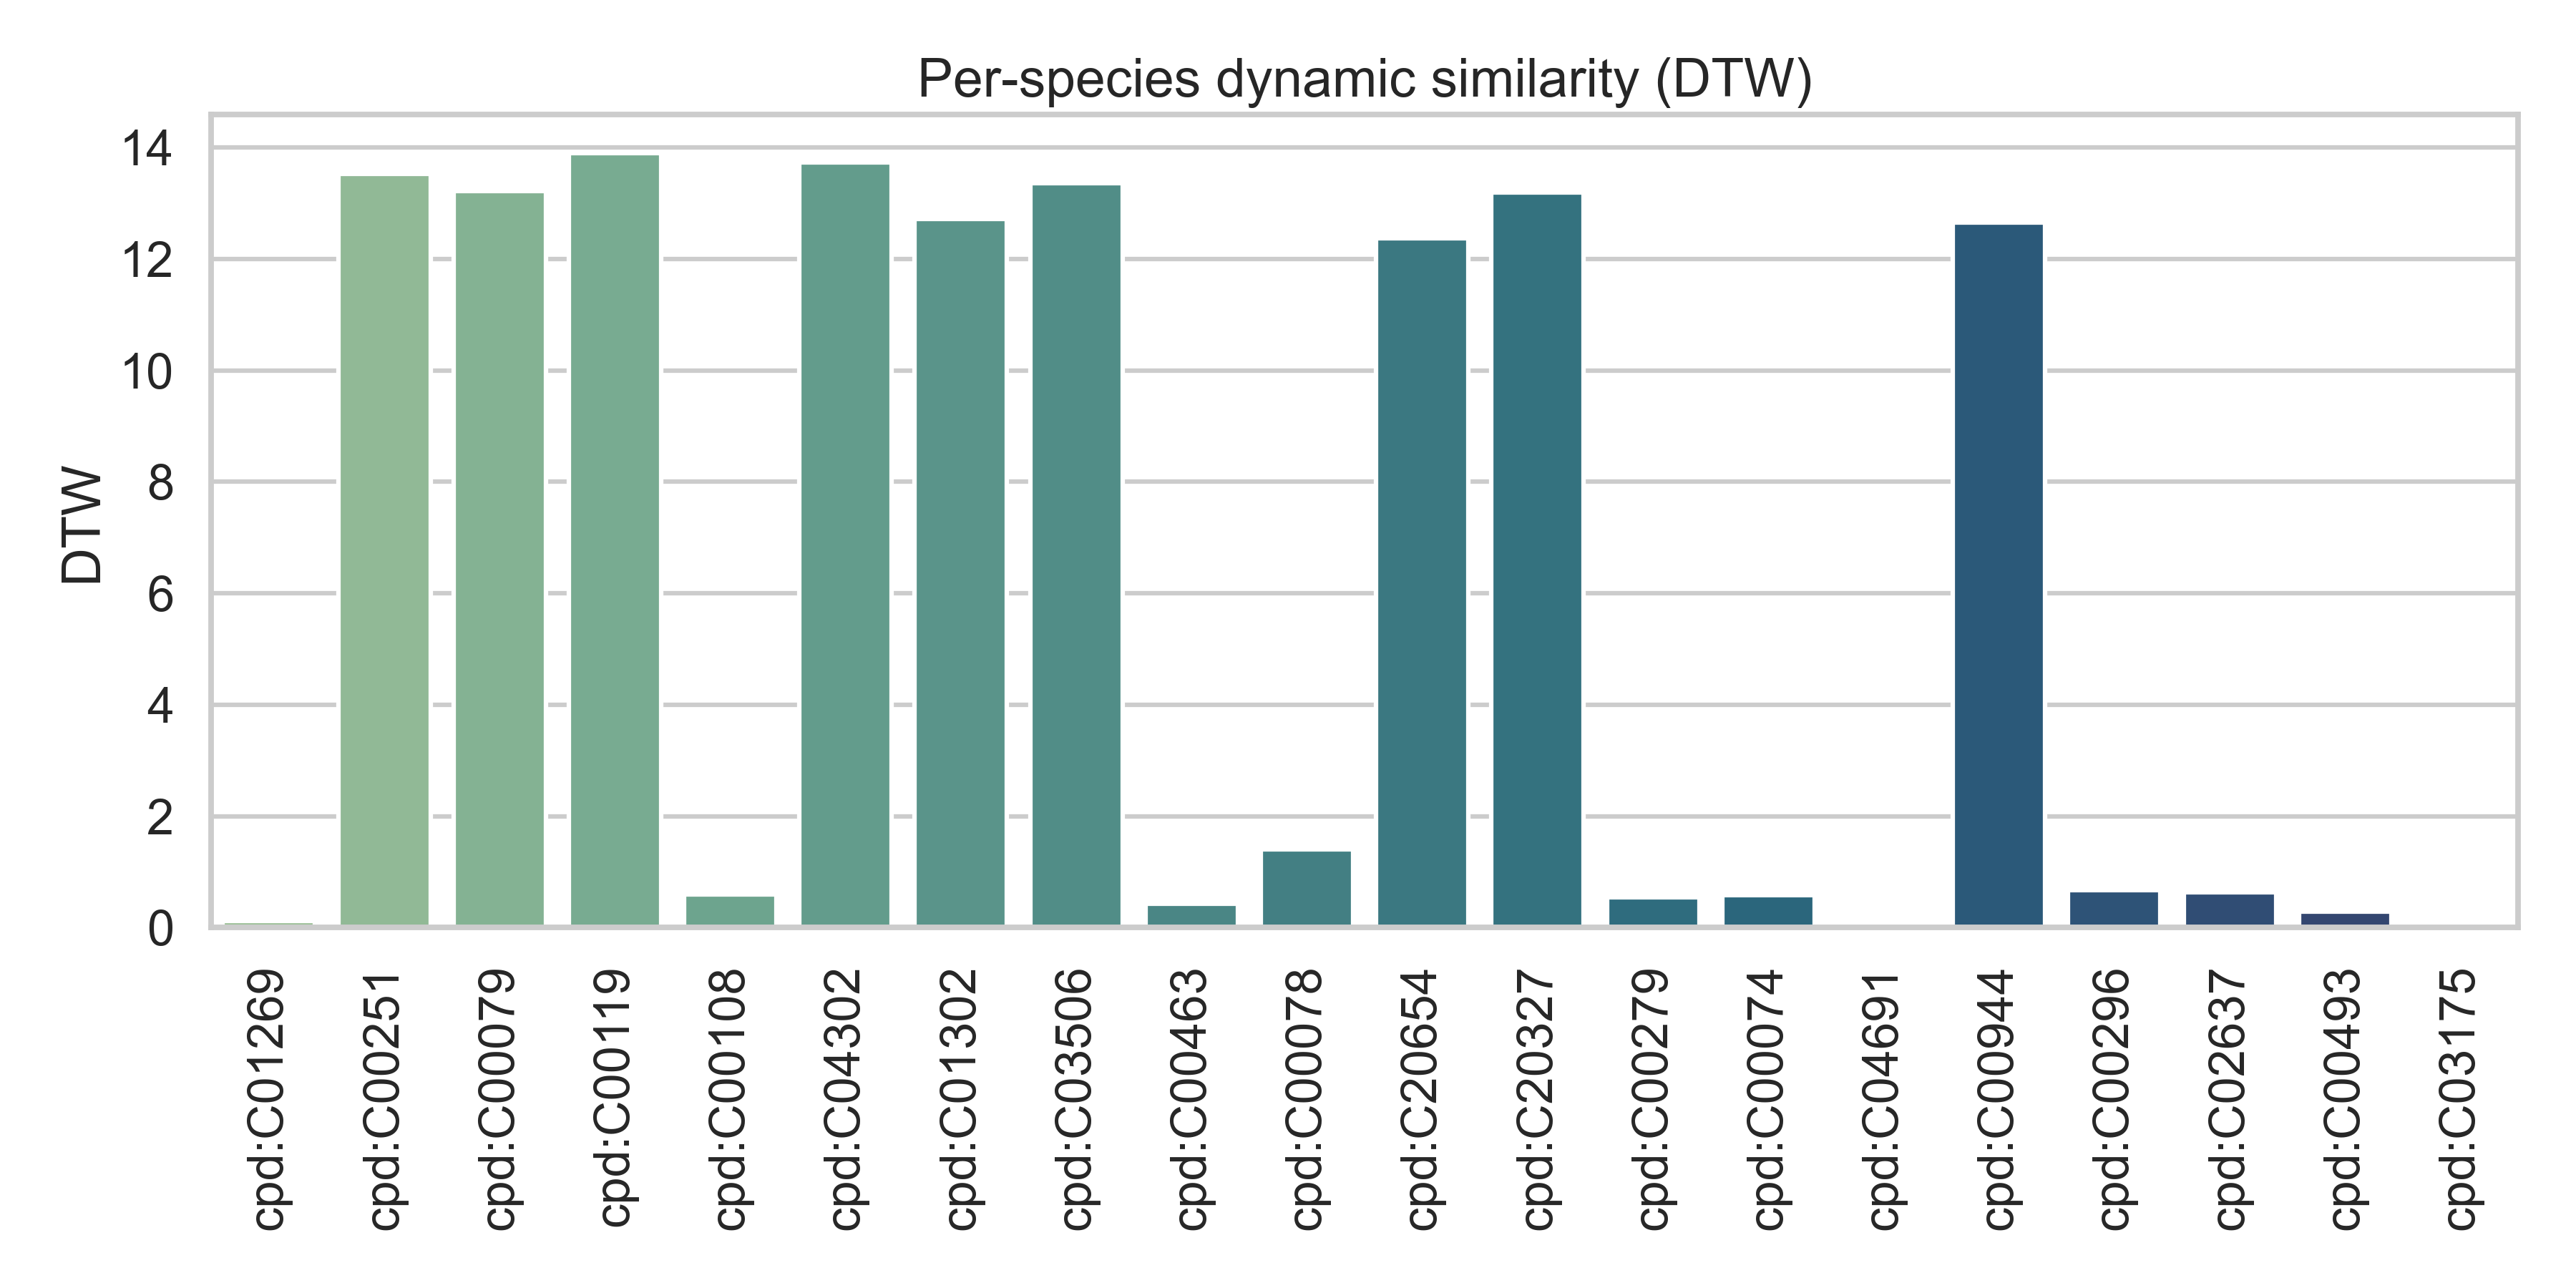 Per-species dynamic similarity (DTW)
14
12
10
8
6
4
2
0
DTW
cpd:C01269
cpd:C00251
cpd:C00079
cpd:C00119
cpd:C00108
cpd:C04302
cpd:C01302
cpd:C03506
cpd:C00463
cpd:C00078
cpd:C20654
cpd:C20327
cpd:C00279
cpd:C00074
cpd:C04691
cpd:C00944
cpd:C00296
cpd:C02637
cpd:C00493
cpd:C03175